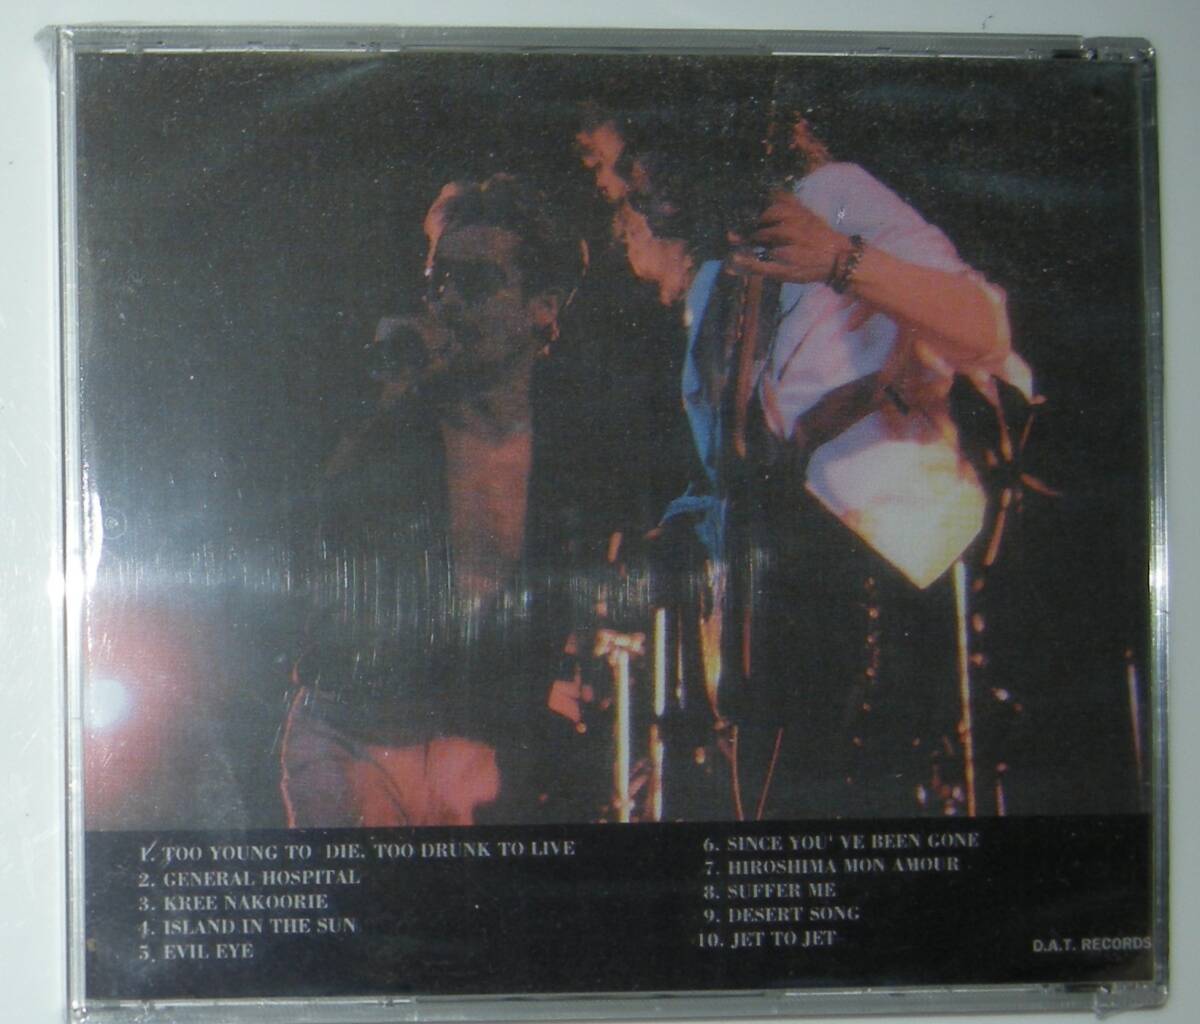 1. TOO YOUNG TO DIE. TOO DRUNK TO LIVE
2. GENERAL HOSPITAL
3. KREE NAKOORIE
4. ISLAND IN THE SUN
5. EVIL EYE
6. SINCE YOU' VE BEEN GONE
7. HIROSHIMA MON AMOUR
8. SUFFER ME
9. DESERT SONG
10. JET TO JET
D.A.T. RECORDS